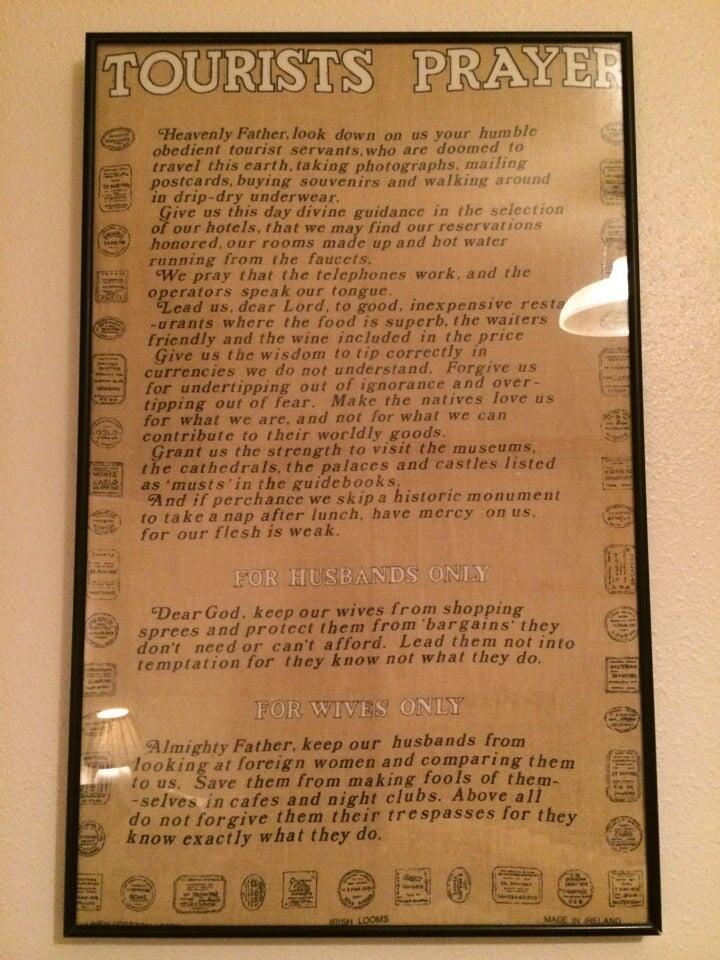 TOURISTS PRAYER
Heavenly Father, look down on us your humble
obedient tourist servants, who are doomed to
travel this earth, taking photographs, mailing
postcards, buying souvenirs and walking around
in drip-dry underwear.
Give us this day divine guidance in the selection
of our hotels, that we may find our reservations
honored, our rooms made up and hot water
running from the faucets.
We pray that the telephones work, and the
operators speak our tongue.
Lead us, dear Lord, to good, inexpensive resta
-urants where the food is superb, the waiters
friendly and the wine included in the price
Give us the wisdom to tip correctly in
currencies we do not understand. Forgive us
for undertipping out of ignorance and over-
tipping out of fear. Make the natives love us
for what we are, and not for what we can
contribute to their worldly goods.
Grant us the strength to visit the museums,
the cathedrals, the palaces and castles listed
as 'musts' in the guidebooks.
And if perchance we skip a historic monument
to take a nap after lunch, have mercy on us,
for our flesh is weak.
FOR HUSBANDS ONLY
Dear God, keep our wives from shopping
sprees and protect them from 'bargains' they
don't need or can't afford. Lead them not into
temptation for they know not what they do.
FOR WIVES ONLY
Almighty Father, keep our husbands from
looking at foreign women and comparing them
to us. Save them from making fools of them-
-selves in cafes and night clubs. Above all
do not forgive them their trespasses for they
know exactly what they do.
OSLO
MONTE
CARLO
MEXICO
GENEVA
AMSTERDAM
ROME
IRISH LOOMS
MADE IN IRELAND